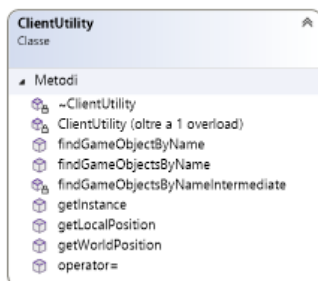 ClientUtility
Classe
Metodi
~ClientUtility
ClientUtility (oltre a 1 overload)
findGameObjectByName
findGameObjectsByName
findGameObjectsByNameIntermediate
getInstance
getLocalPosition
getWorldPosition
operator=